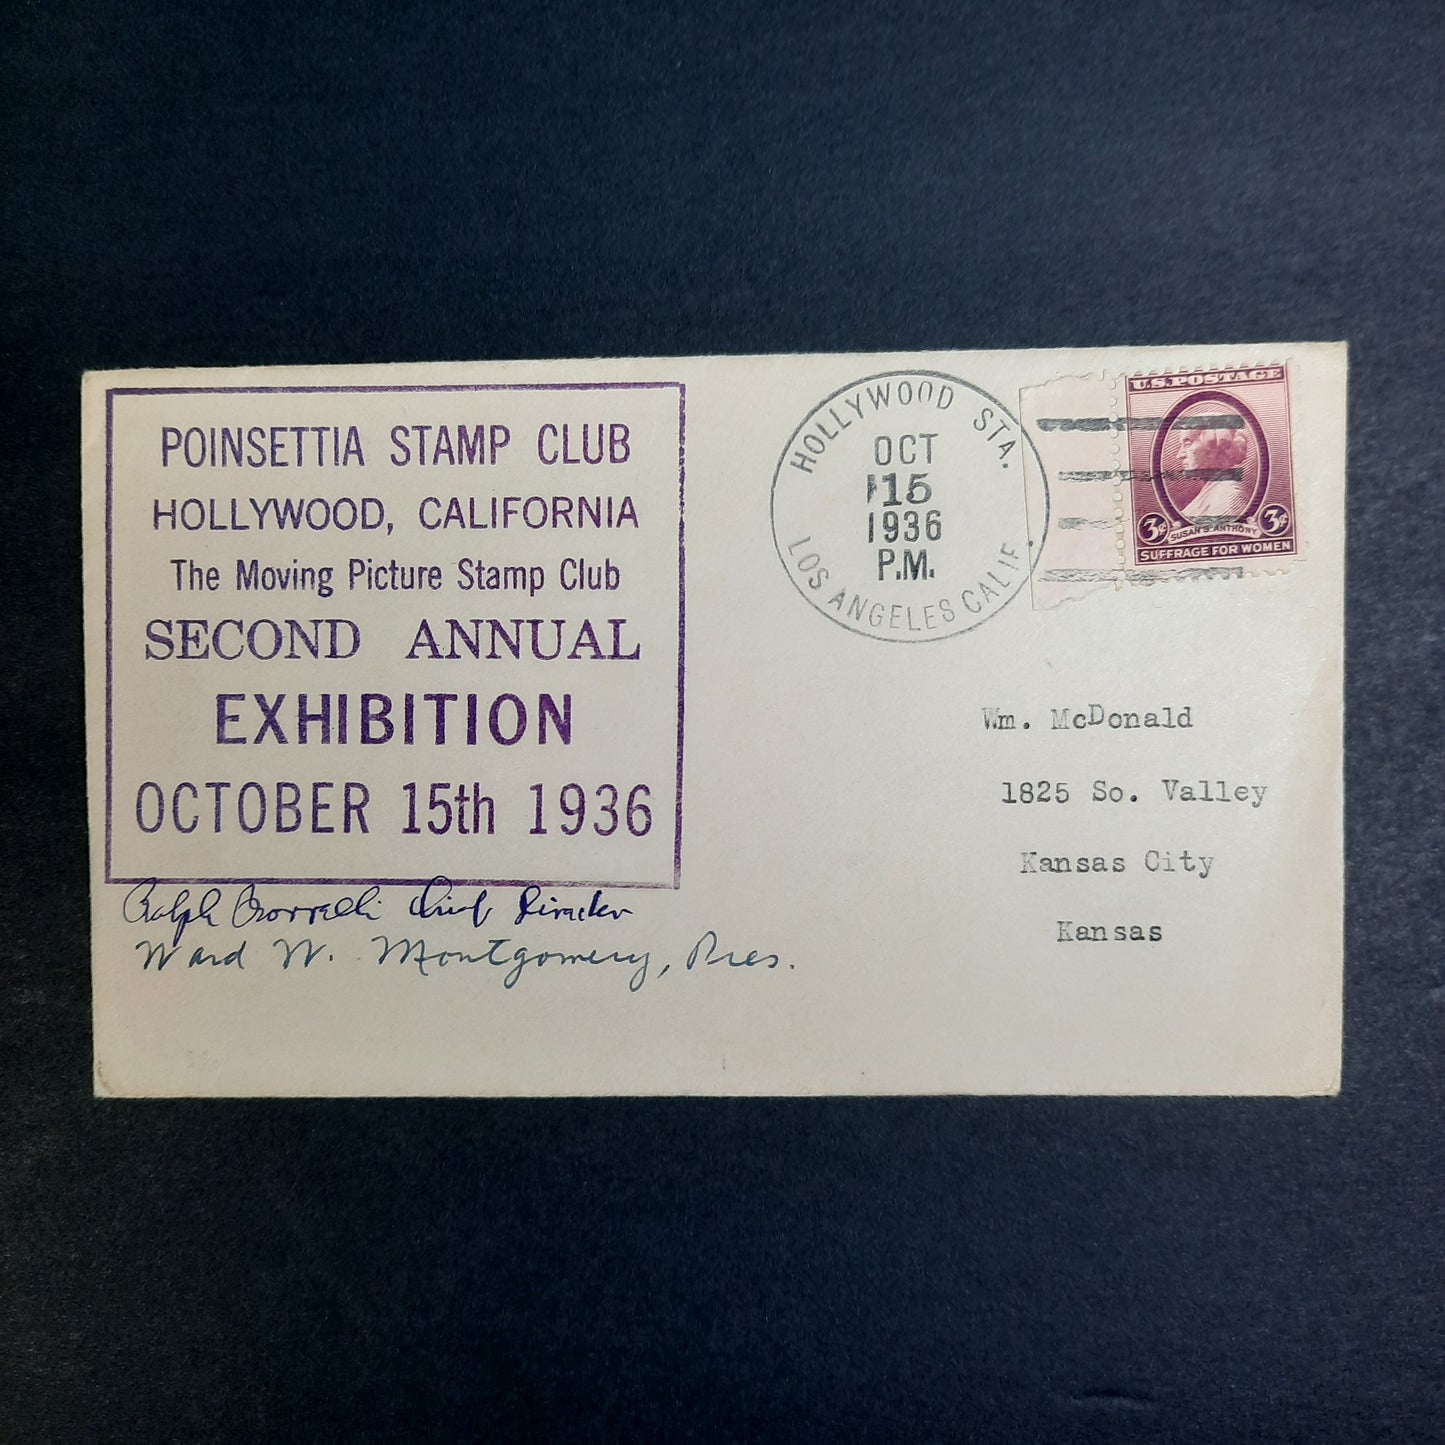 POINSETTIA STAMP CLUB
HOLLYWOOD, CALIFORNIA
The Moving Picture Stamp Club
SECOND ANNUAL
EXHIBITION
OCTOBER 15th 1936
Ralph Director
Ward W. Montgomery, Pres.
HOLLYWOOD STA.
OCT
15
1936
P.M.
LOS ANGELES CALIF.
U.S. POSTAGE
3¢ 3¢
SUSAN B. ANTHONY
SUFFRAGE FOR WOMEN
Wm. McDonald
1825 So. Valley
Kansas City
Kansas